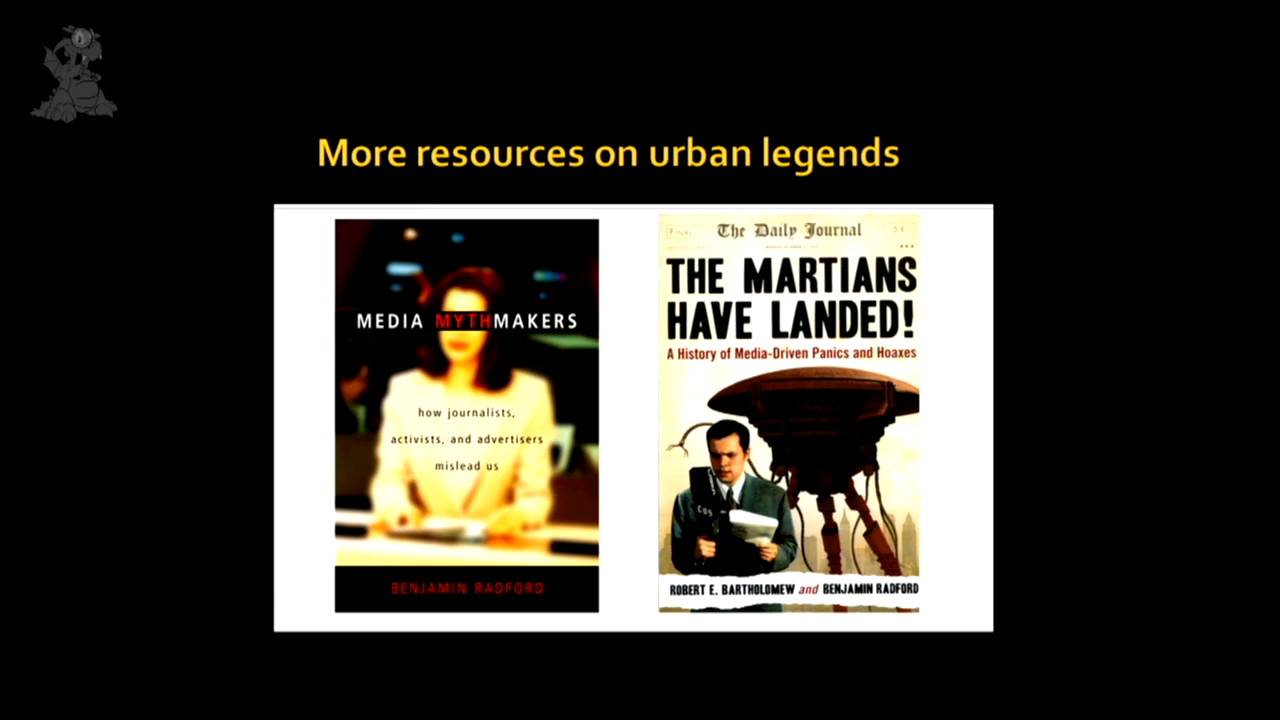 More resources on urban legends
MEDIA MYTHMAKERS
how journalists,
activists, and advertisers
mislead us
BENJAMIN RADFORD
The Daily Journal
THE MARTIANS
HAVE LANDED!
A History of Media-Driven Panics and Hoaxes
ROBERT E. BARTHOLOMEW and BENJAMIN RADFORD